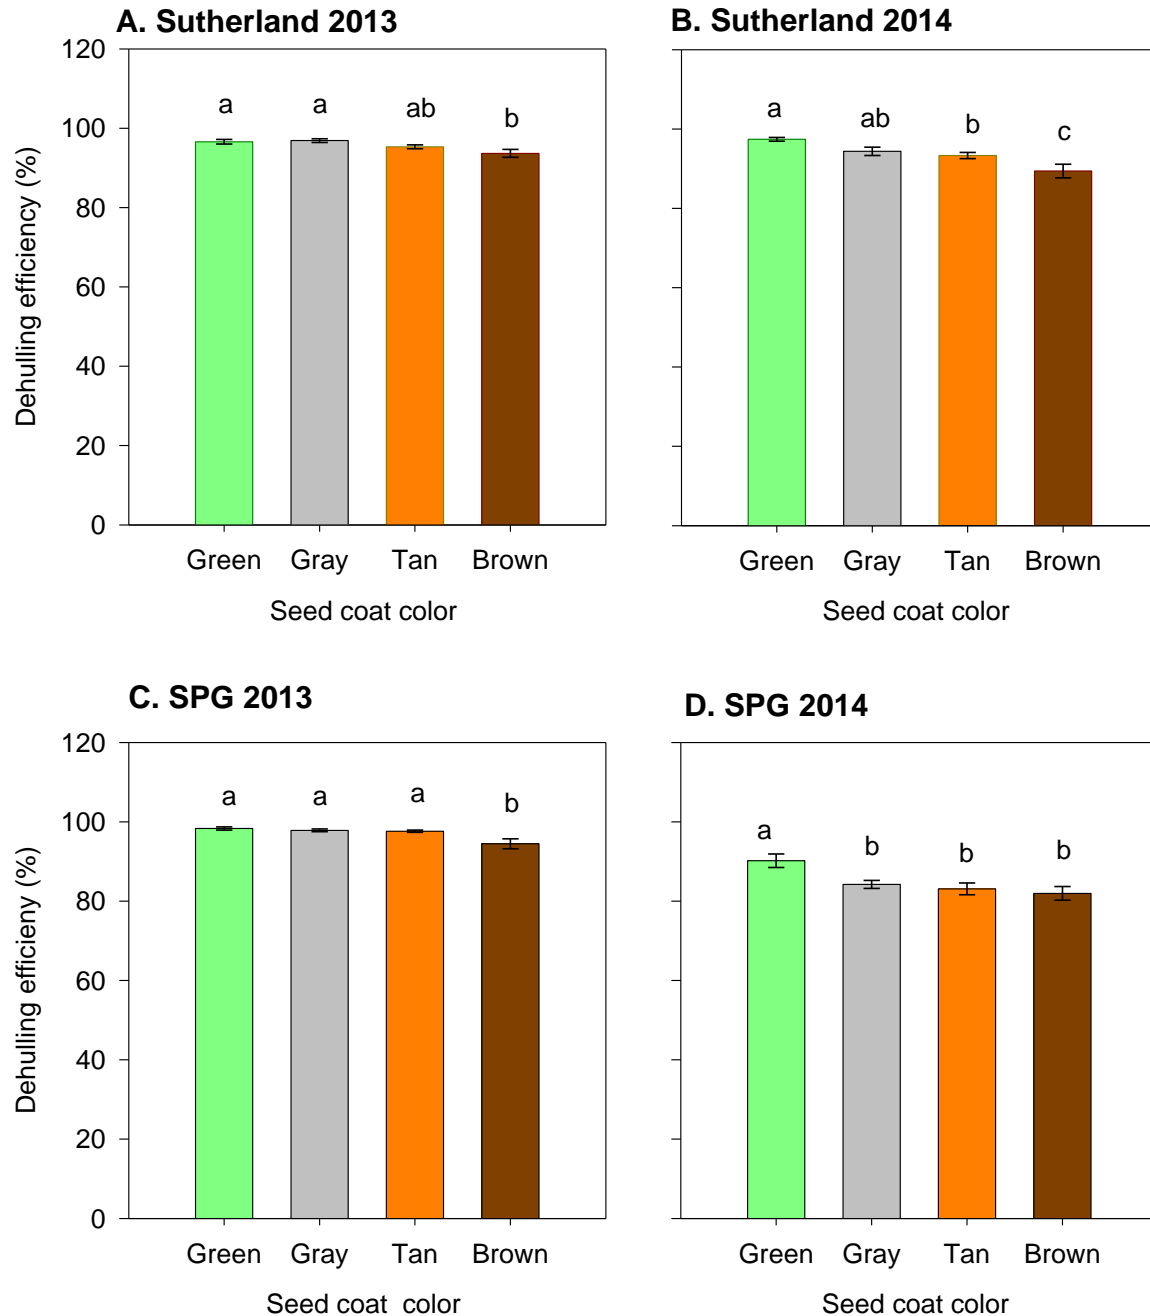 A. Sutherland 2013
120
100
80
60
40
20
0
Dehulling efficiency (%)
a a ab b
Green Gray Tan Brown
Seed coat color
B. Sutherland 2014
a ab b c
Green Gray Tan Brown
Seed coat color
C. SPG 2013
120
100
80
60
40
20
0
Dehulling efficieny (%)
a a a b
Green Gray Tan Brown
Seed coat color
D. SPG 2014
a b b b
Green Gray Tan Brown
Seed coat color